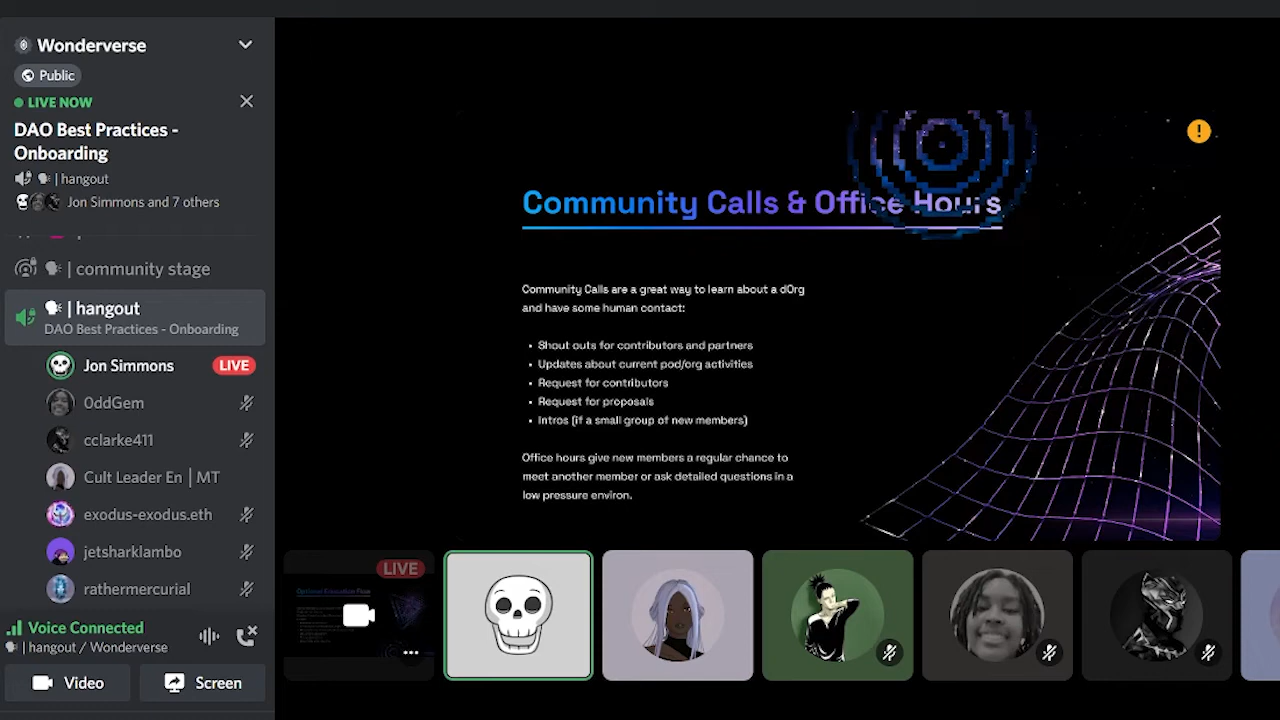 Wonderverse
Public
LIVE NOW
DAO Best Practices -
Onboarding
| hangout
Jon Simmons and 7 others
| community stage
| hangout
DAO Best Practices - Onboarding
Jon Simmons LIVE
0ddGem
cclarke411
Cult Leader En | MT
exodus-exodus.eth
jetsharklambo
rathermercurial
Voice Connected
| hangout / Wonderverse
Video Screen
Community Calls & Office Hours
Community Calls are a great way to learn about a dOrg
and have some human contact:
• Shout outs for contributors and partners
• Updates about current pod/org activities
• Request for contributors
• Request for proposals
• Intros (if a small group of new members)
Office hours give new members a regular chance to
meet another member or ask detailed questions in a
low pressure environ.
LIVE